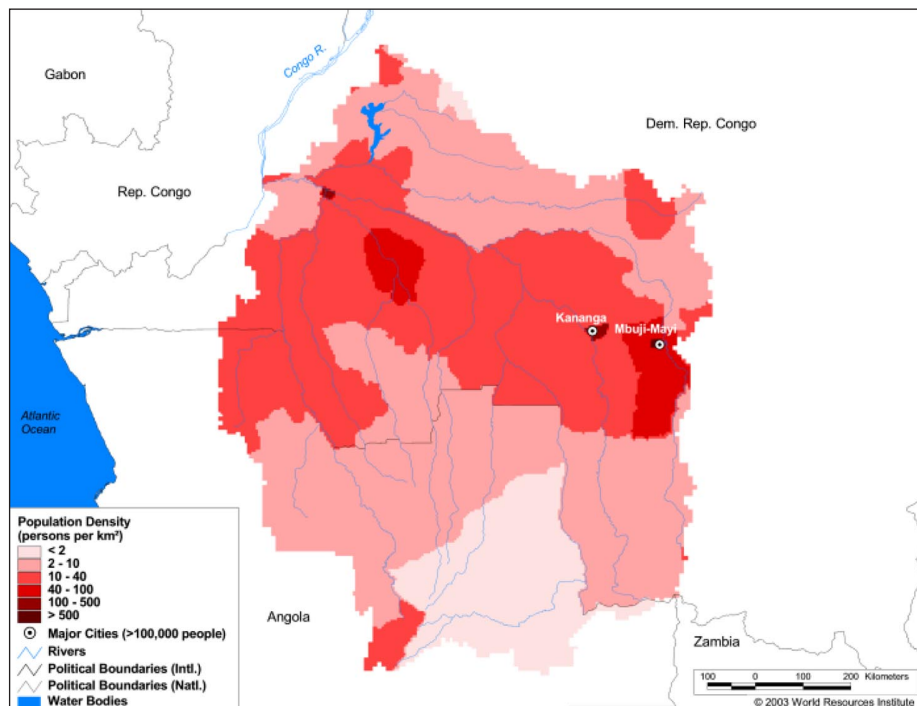 Congo R.
Gabon
Dem. Rep. Congo
Rep. Congo
Kananga
Mbuji-Mayi
Atlantic
Ocean
Population Density
(persons per km²)
< 2
2 - 10
10 - 40
40 - 100
100 - 500
> 500
Major Cities (>100,000 people)
Rivers
Political Boundaries (Intl.)
Political Boundaries (Natl.)
Water Bodies
Angola
Zambia
100 0 100 200 Kilometers
© 2003 World Resources Institute